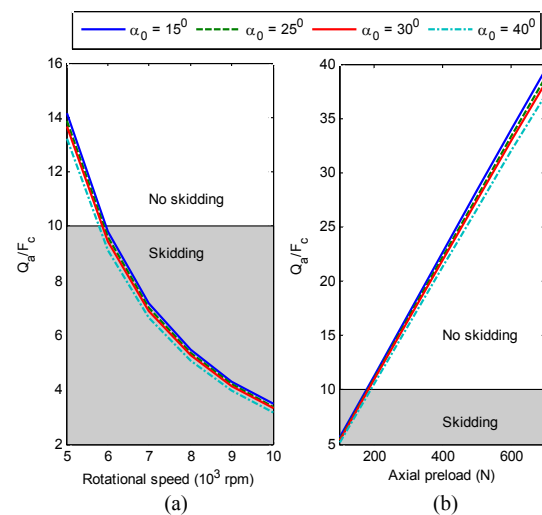 α0 = 15⁰ α0 = 25⁰ α0 = 30⁰ α0 = 40⁰
16
14
12
10
8
6
4
2
Qa/Fc
No skidding
Skidding
5 6 7 8 9 10
Rotational speed (10³ rpm)
(a)
40
35
30
25
20
15
10
5
Qa/Fc
No skidding
Skidding
200 400 600
Axial preload (N)
(b)